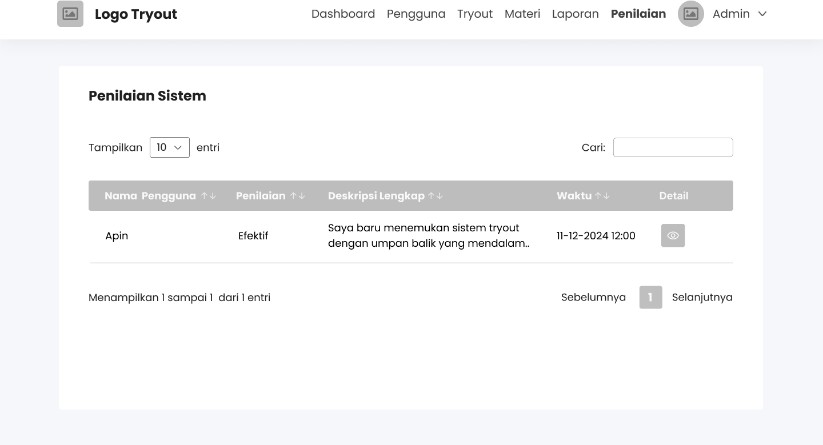 Logo Tryout Dashboard Pengguna Tryout Materi Laporan Penilaian Admin
Penilaian Sistem
Tampilkan 10 entri Cari:
Nama Pengguna ↑↓ Penilaian ↑↓ Deskripsi Lengkap ↑↓ Waktu ↑↓ Detail
Apin Efektif Saya baru menemukan sistem tryout 11-12-2024 12:00
dengan umpan balik yang mendalam..
Menampilkan 1 sampai 1 dari 1 entri Sebelumnya 1 Selanjutnya